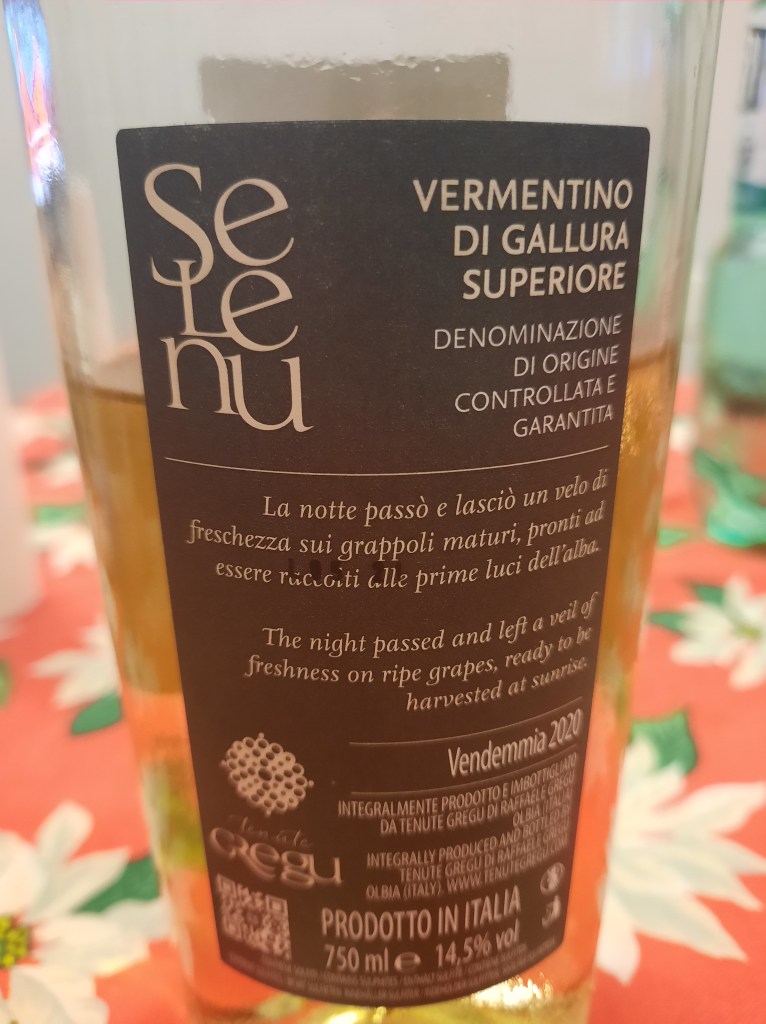 Selenu
VERMENTINO
DI GALLURA
SUPERIORE
DENOMINAZIONE
DI ORIGINE
CONTROLLATA E
GARANTITA
La notte passò e lasciò un velo di
freschezza sui grappoli maturi, pronti ad
essere raccolti alle prime luci dell'alba.
The night passed and left a veil of
freshness on ripe grapes, ready to be
harvested at sunrise.
Vendemmia 2020
INTEGRALMENTE PRODOTTO E IMBOTTIGLIATO
DA TENUTE GREGU DI RAFFAELE GREGU
OLBIA (ITALIA)
INTEGRALLY PRODUCED AND BOTTLED BY
TENUTE GREGU DI RAFFAELE GREGU
OLBIA (ITALY). WWW.TENUTEGREGU.COM
tenute
GREGU
PRODOTTO IN ITALIA
750 ml e 14,5% vol